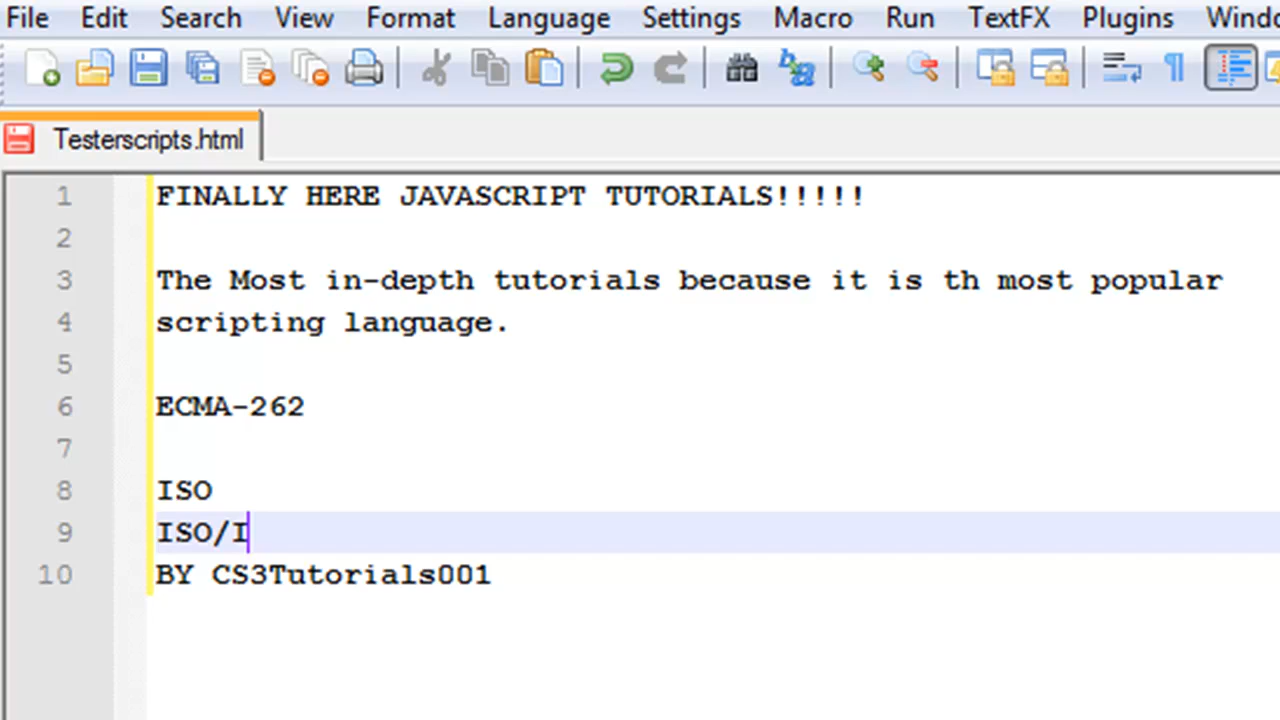 File Edit Search View Format Language Settings Macro Run TextFX Plugins
Testerscripts.html
1 FINALLY HERE JAVASCRIPT TUTORIALS!!!!!
2
3 The Most in-depth tutorials because it is th most popular
4 scripting language.
5
6 ECMA-262
7
8 ISO
9 ISO/I
10 BY CS3Tutorials001